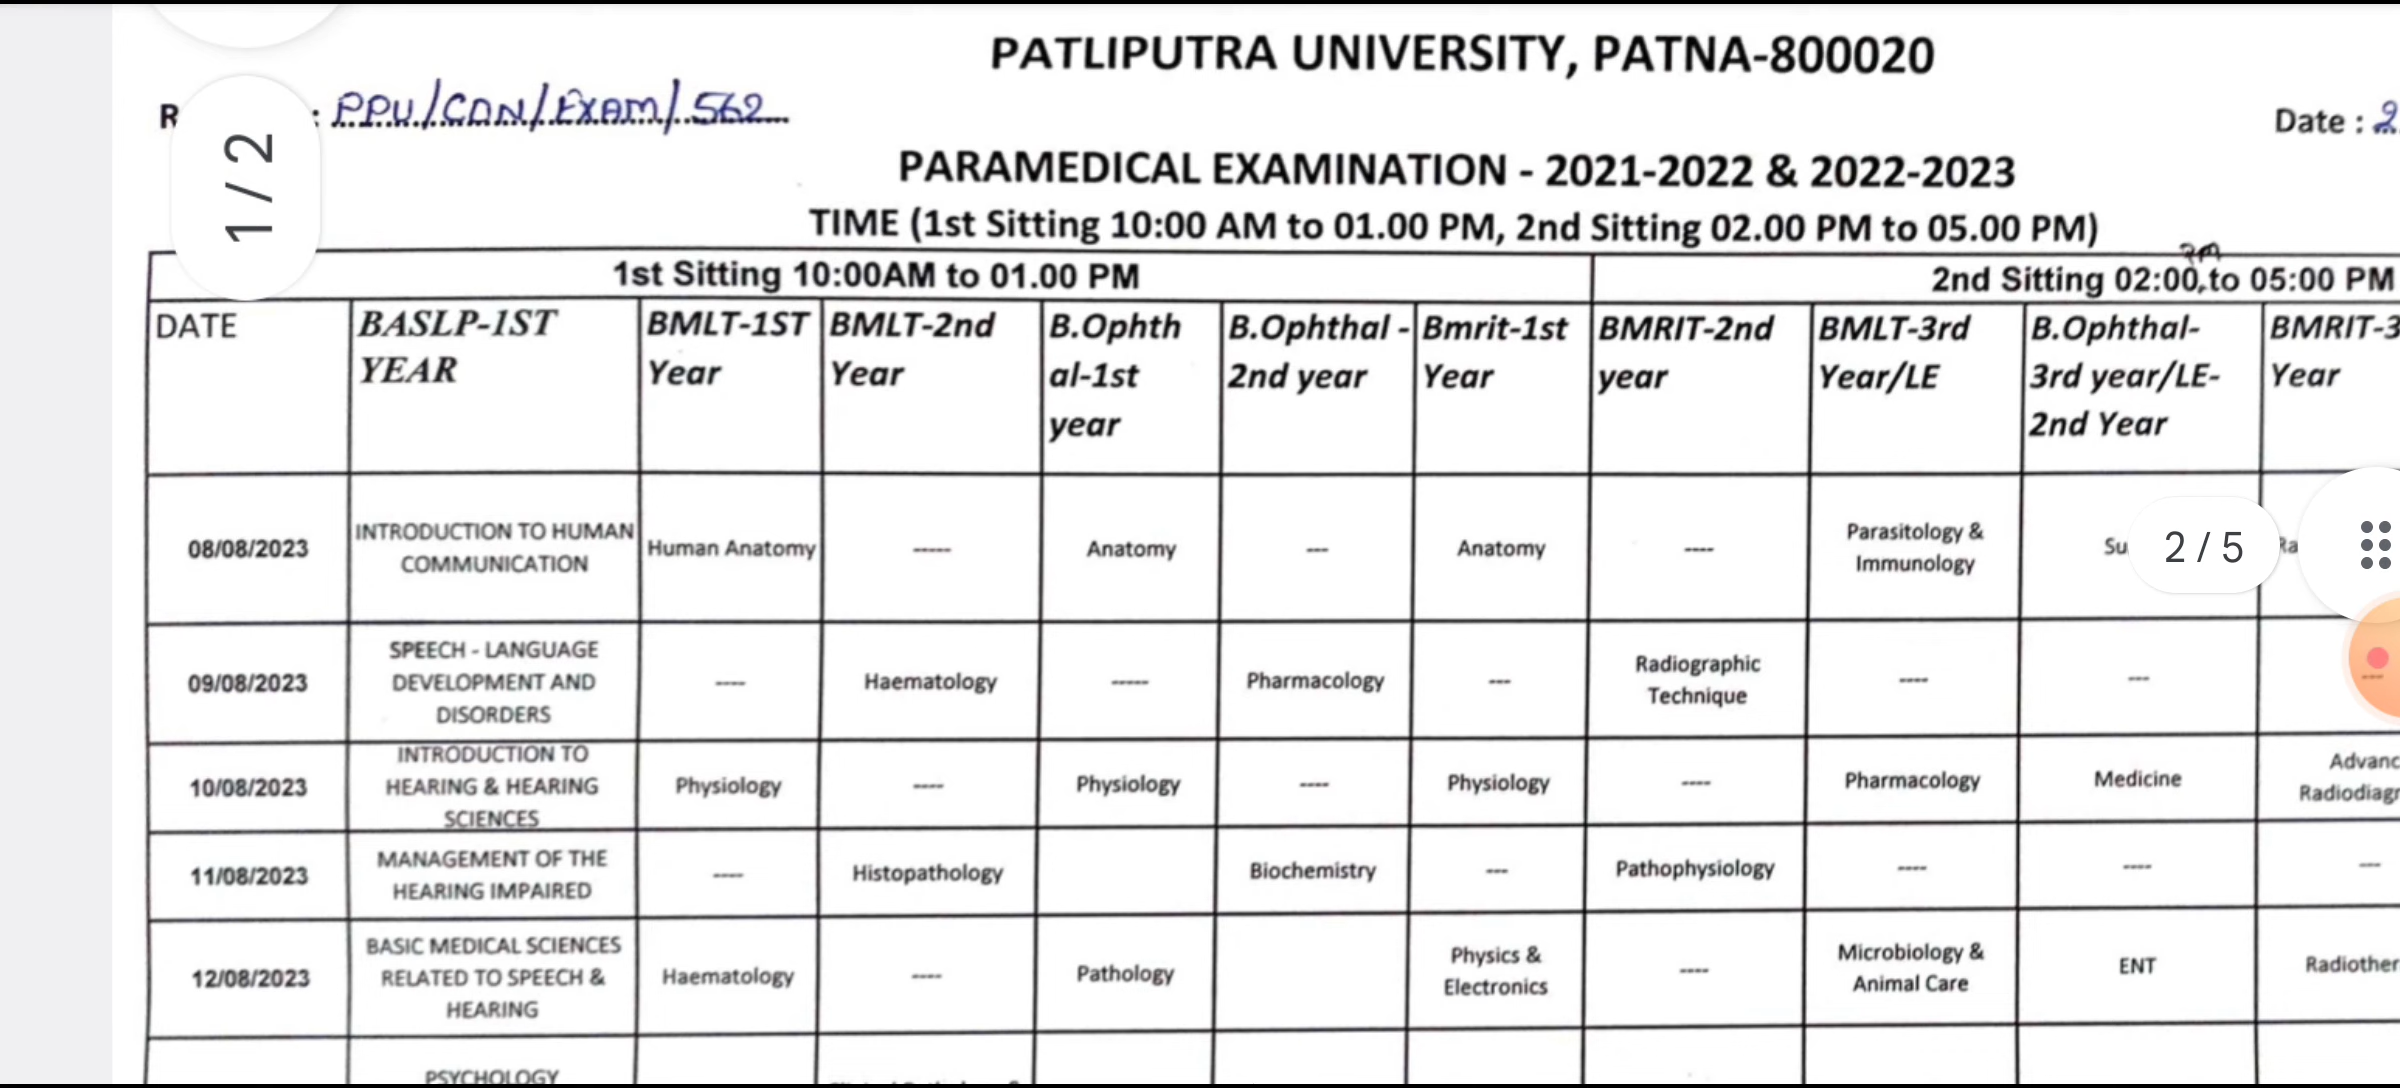 PATLIPUTRA UNIVERSITY, PATNA-800020
: PPU/CON/EXAM/562
Date :
1 / 2
PARAMEDICAL EXAMINATION - 2021-2022 & 2022-2023
TIME (1st Sitting 10:00 AM to 01.00 PM, 2nd Sitting 02.00 PM to 05.00 PM)
1st Sitting 10:00AM to 01.00 PM
PM
2nd Sitting 02:00,to 05:00 PM
DATE
BASLP-1ST
YEAR
BMLT-1ST
Year
BMLT-2nd
Year
B.Ophth
al-1st
year
B.Ophthal -
2nd year
Bmrit-1st
Year
BMRIT-2nd
year
BMLT-3rd
Year/LE
B.Ophthal-
3rd year/LE-
2nd Year
BMRIT-3
Year
08/08/2023
INTRODUCTION TO HUMAN
COMMUNICATION
Human Anatomy
-----
Anatomy
---
Anatomy
----
Parasitology &
Immunology
2 / 5
09/08/2023
SPEECH - LANGUAGE
DEVELOPMENT AND
DISORDERS
----
Haematology
-----
Pharmacology
---
Radiographic
Technique
----
---
---
10/08/2023
INTRODUCTION TO
HEARING & HEARING
SCIENCES
Physiology
----
Physiology
----
Physiology
----
Pharmacology
Medicine
Advanc
Radiodiagn
11/08/2023
MANAGEMENT OF THE
HEARING IMPAIRED
----
Histopathology
Biochemistry
---
Pathophysiology
----
----
---
12/08/2023
BASIC MEDICAL SCIENCES
RELATED TO SPEECH &
HEARING
Haematology
----
Pathology
Physics &
Electronics
----
Microbiology &
Animal Care
ENT
Radiother
PSYCHOLOGY